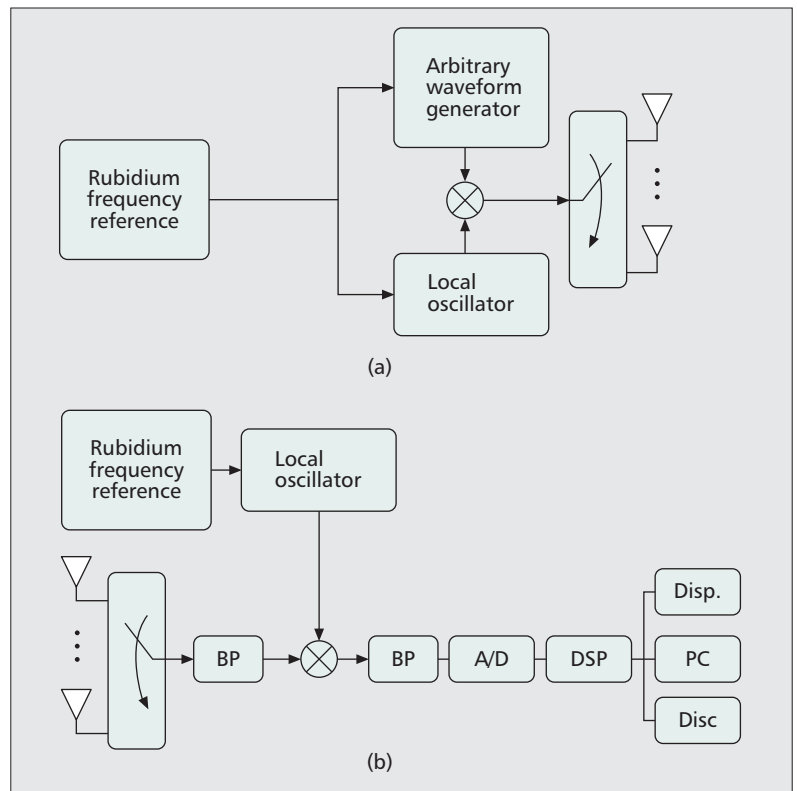 Arbitrary
waveform
generator
Rubidium
frequency
reference
Local
oscillator
(a)
Rubidium
frequency
reference
Local
oscillator
BP
BP
A/D
DSP
Disp.
PC
Disc
(b)